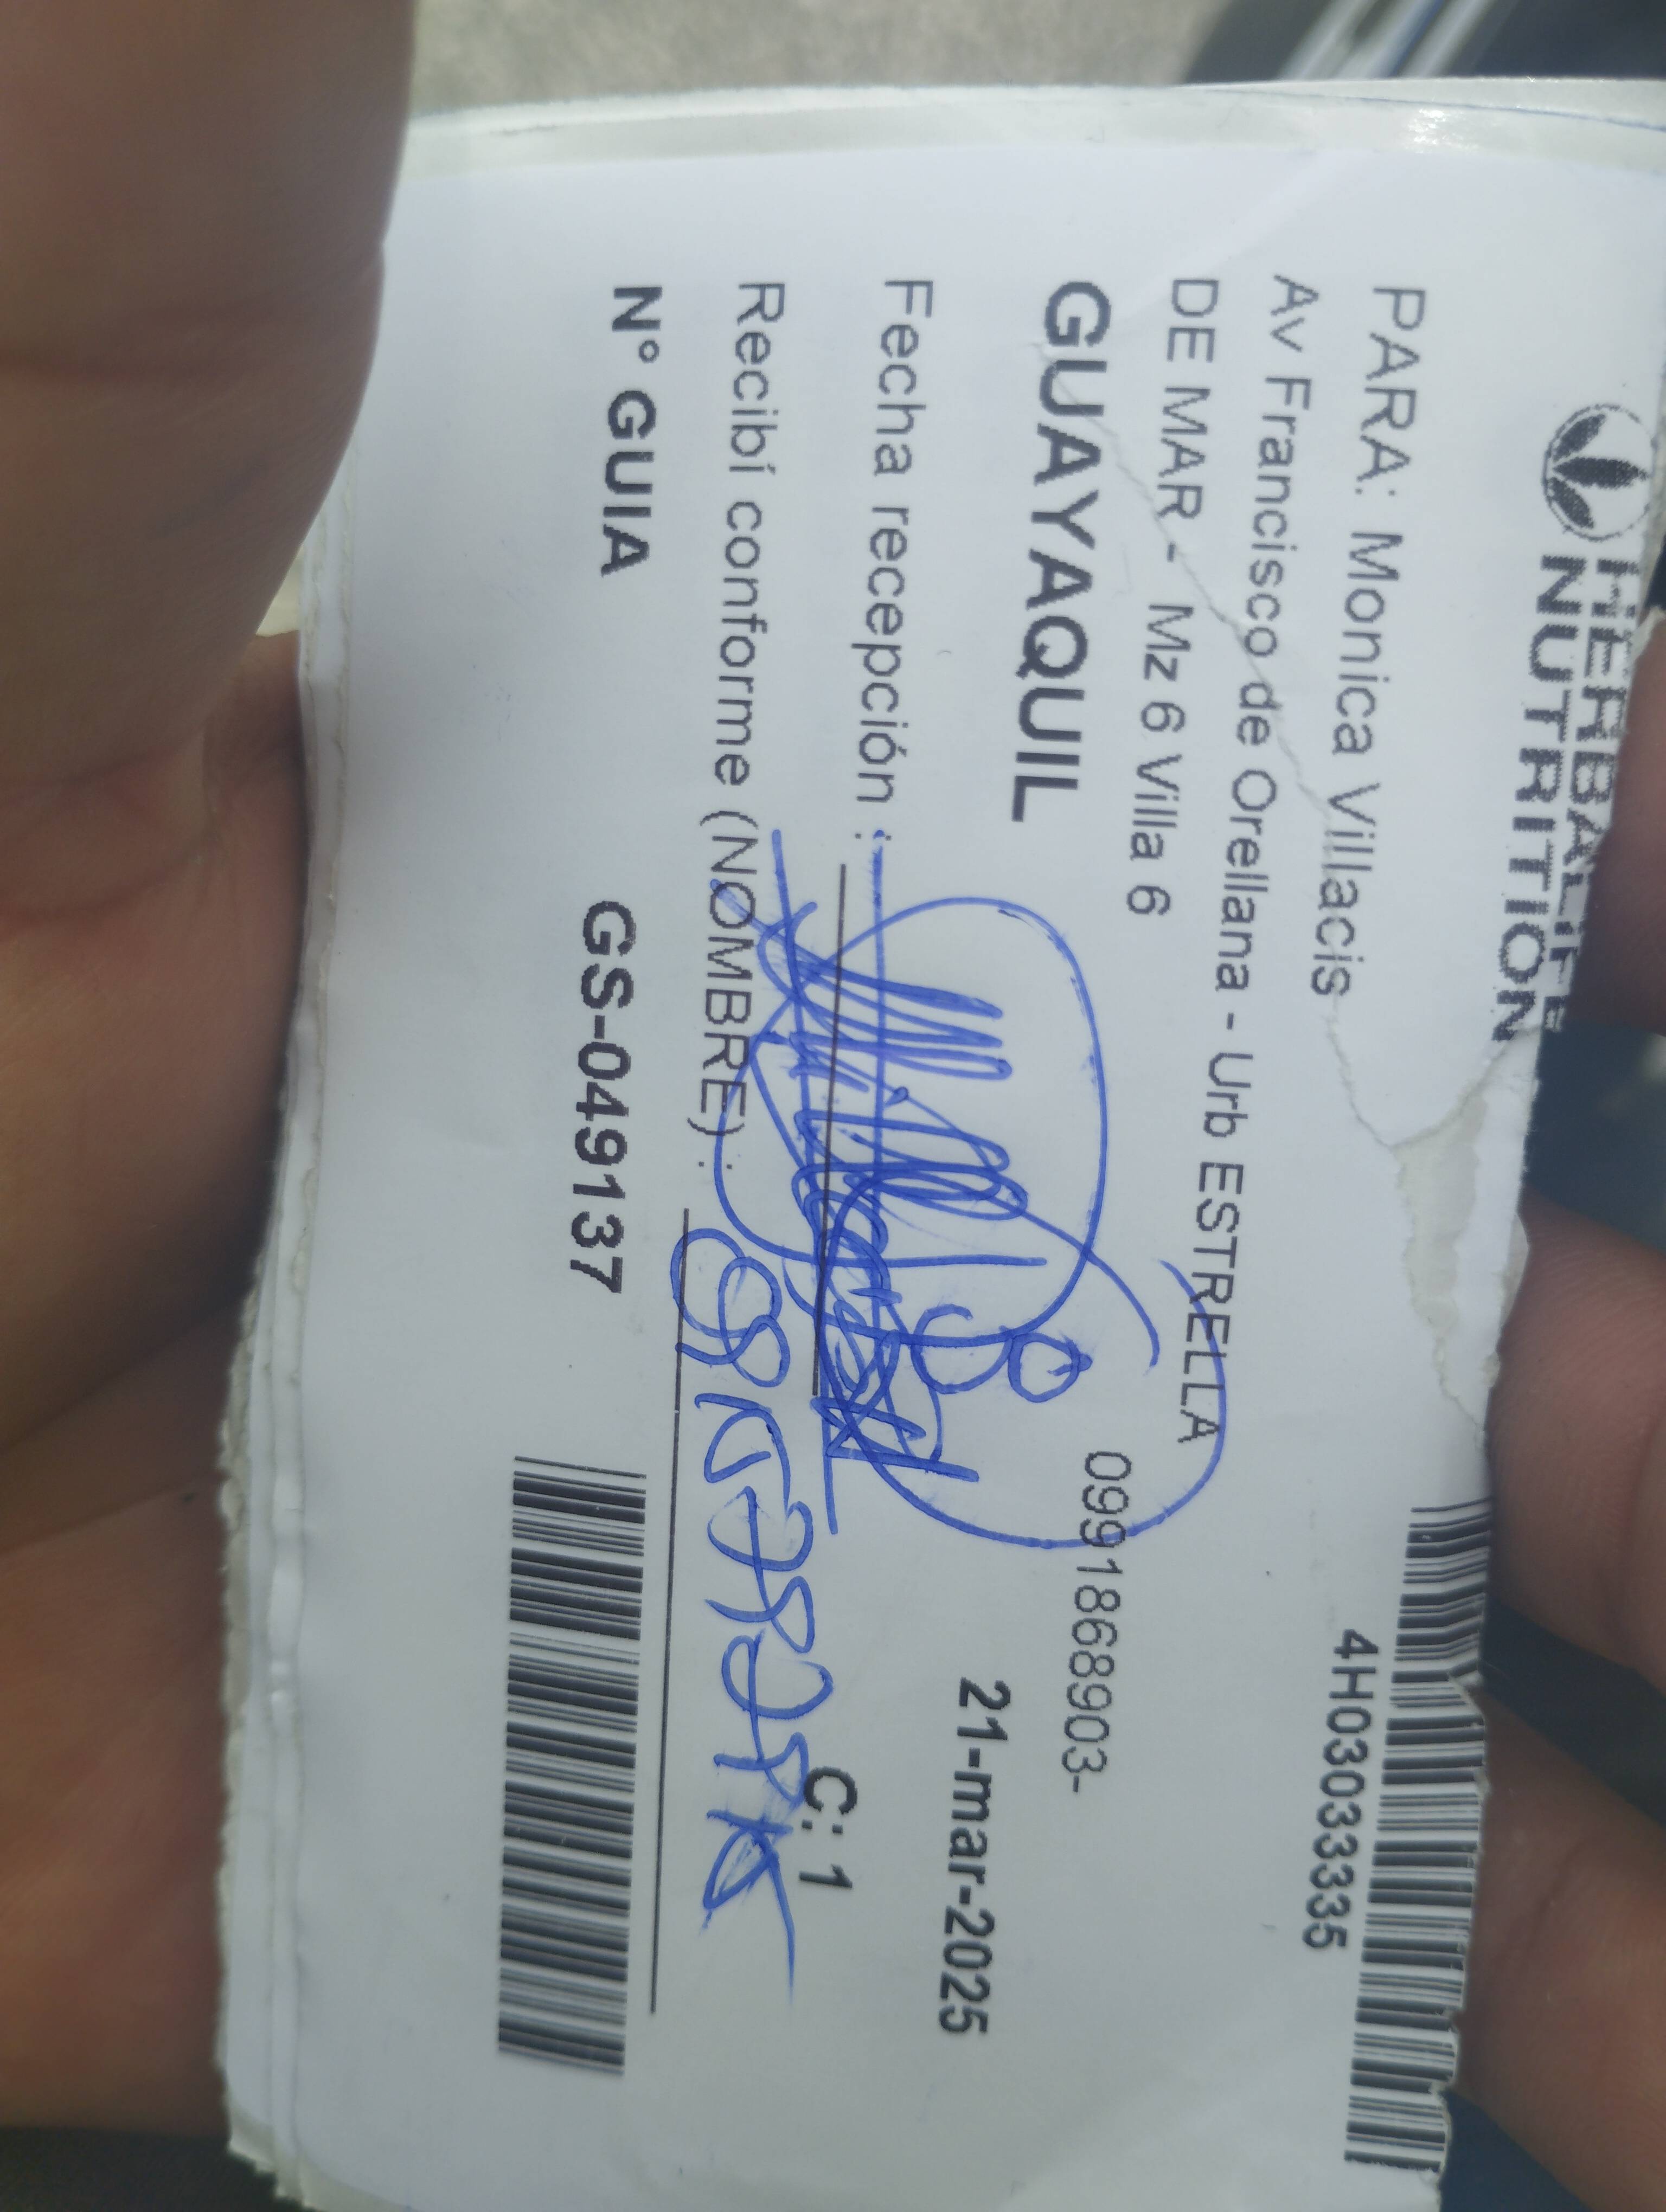 HERBALIFE
NUTRITION
4H03033335
PARA: Monica Villacis
Av Francisco de Orellana - Urb ESTRELLA
DE MAR - Mz 6 Villa 6
0991868903-
GUAYAQUIL
21-mar-2025
Fecha recepción :
C: 1
Recibí conforme (NOMBRE) :
N° GUIA GS-049137